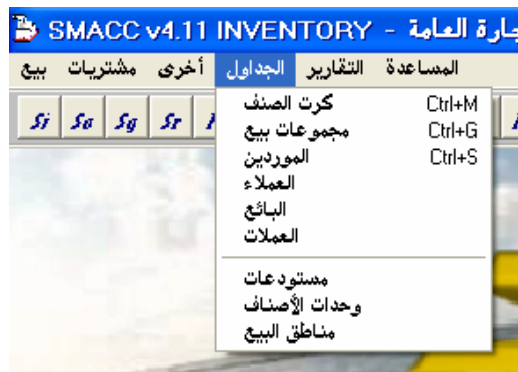 SMACC v4.11 INVENTORY - جارة العامة
بيع مشتريات أخرى الجداول التقارير المساعدة
Si Sa Sg Sr
كرت الصنف Ctrl+M
مجموعات بيع Ctrl+G
الموردين Ctrl+S
العملاء
البائع
العملات
مستودعات
وحدات الأصناف
مناطق البيع